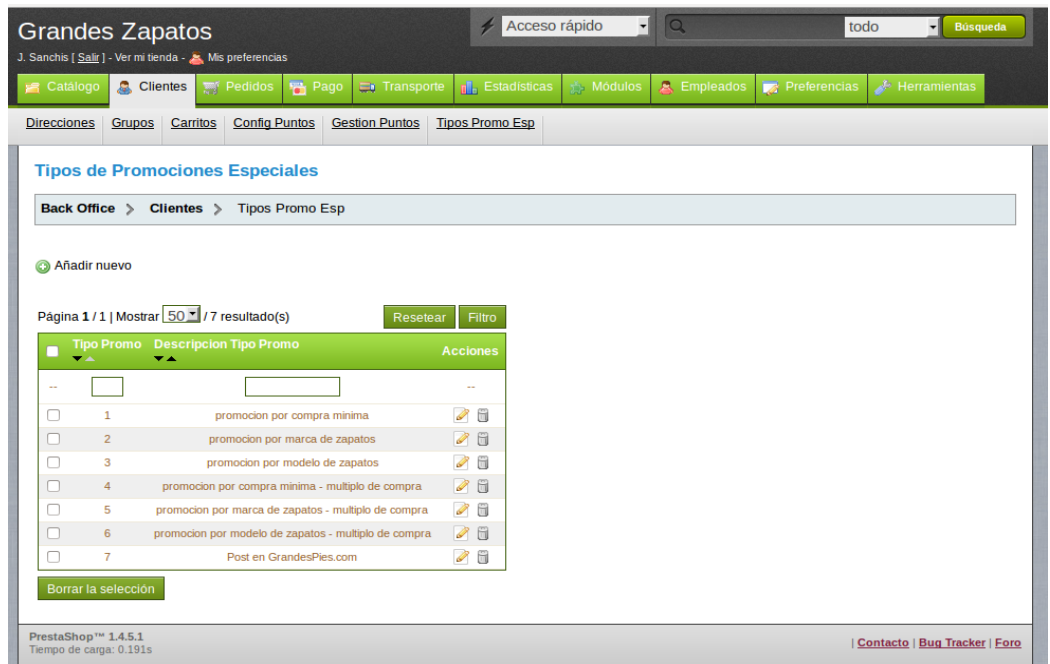 Grandes Zapatos
Acceso rápido
todo
Búsqueda
J. Sanchis [ Salir ] - Ver mi tienda - Mis preferencias
Catálogo Clientes Pedidos Pago Transporte Estadísticas Módulos Empleados Preferencias Herramientas
Direcciones Grupos Carritos Config Puntos Gestion Puntos Tipos Promo Esp
Tipos de Promociones Especiales
Back Office > Clientes > Tipos Promo Esp
Añadir nuevo
Página 1 / 1 | Mostrar 50 / 7 resultado(s)
Resetear Filtro
Tipo Promo Descripcion Tipo Promo Acciones
-- --
1 promocion por compra minima
2 promocion por marca de zapatos
3 promocion por modelo de zapatos
4 promocion por compra minima - multiplo de compra
5 promocion por marca de zapatos - multiplo de compra
6 promocion por modelo de zapatos - multiplo de compra
7 Post en GrandesPies.com
Borrar la selección
PrestaShop™ 1.4.5.1
Tiempo de carga: 0.191s
| Contacto | Bug Tracker | Foro